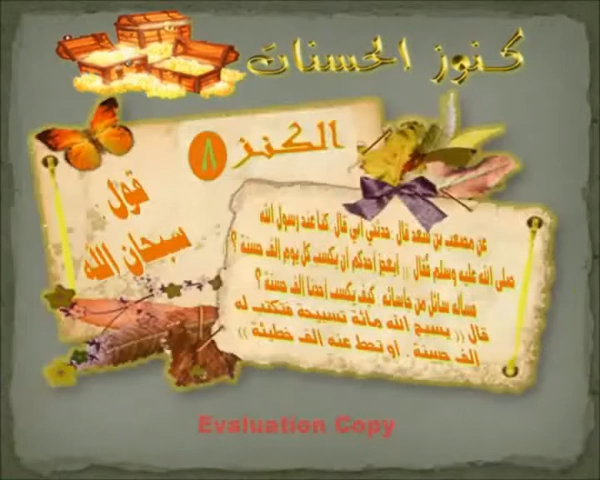 كنوز الحسنات
الكنز ٨
قول
سبحان الله
عن مصعب بن سعد قال: حدثني أبي قال: كنا عند رسول الله
صلى الله عليه وسلم فقال: (( أيعجز أحدكم أن يكسب كل يوم ألف حسنة ؟
فسأله سائل من جلسائه: كيف يكسب أحدنا ألف حسنة ؟
قال (( يسبح الله مائة تسبيحة فتكتب له
ألف حسنة , أو تحط عنه ألف خطيئة ))
Evaluation Copy